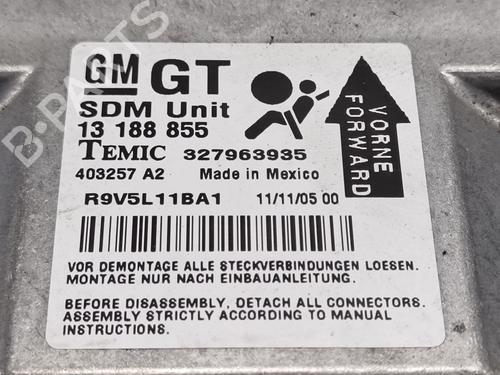 B-PARTS
GM GT
SDM Unit
13 188 855
TEMIC 327963935
403257 A2 Made in Mexico
R9V5L11BA1 11/11/05 00
VORNE
FORWARD
VOR DEMONTAGE ALLE STECKVERBINDUNGEN LOESEN.
MONTAGE NUR NACH EINBAUANLEITUNG.
BEFORE DISASSEMBLY, DETACH ALL CONNECTORS.
ASSEMBLY STRICTLY ACCORDING TO MANUAL
INSTRUCTIONS.